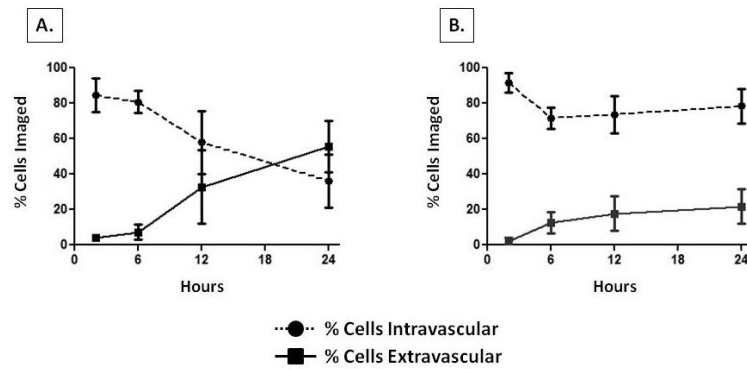 A.
B.
% Cells Imaged
100
80
60
40
20
0
0 6 12 18 24
Hours
% Cells Imaged
100
80
60
40
20
0
0 6 12 18 24
Hours
% Cells Intravascular
% Cells Extravascular